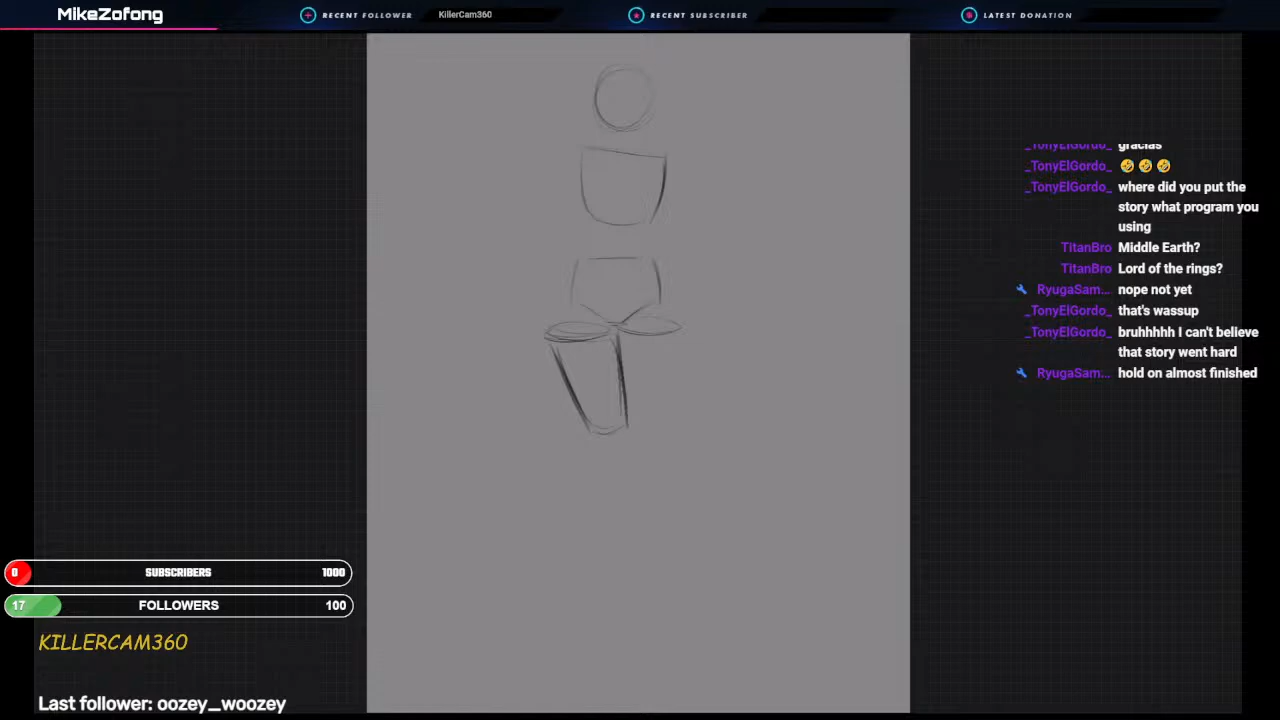 MikeZofong
RECENT FOLLOWER
KillerCam360
RECENT SUBSCRIBER
LATEST DONATION
_TonyElGordo_ gracias
_TonyElGordo_ 🤣 🤣 🤣
_TonyElGordo_ where did you put the
story what program you
using
TitanBro Middle Earth?
TitanBro Lord of the rings?
RyugaSam... nope not yet
_TonyElGordo_ that's wassup
_TonyElGordo_ bruhhhhh I can't believe
that story went hard
RyugaSam... hold on almost finished
0 SUBSCRIBERS 1000
17 FOLLOWERS 100
KILLERCAM360
Last follower: oozey_woozey